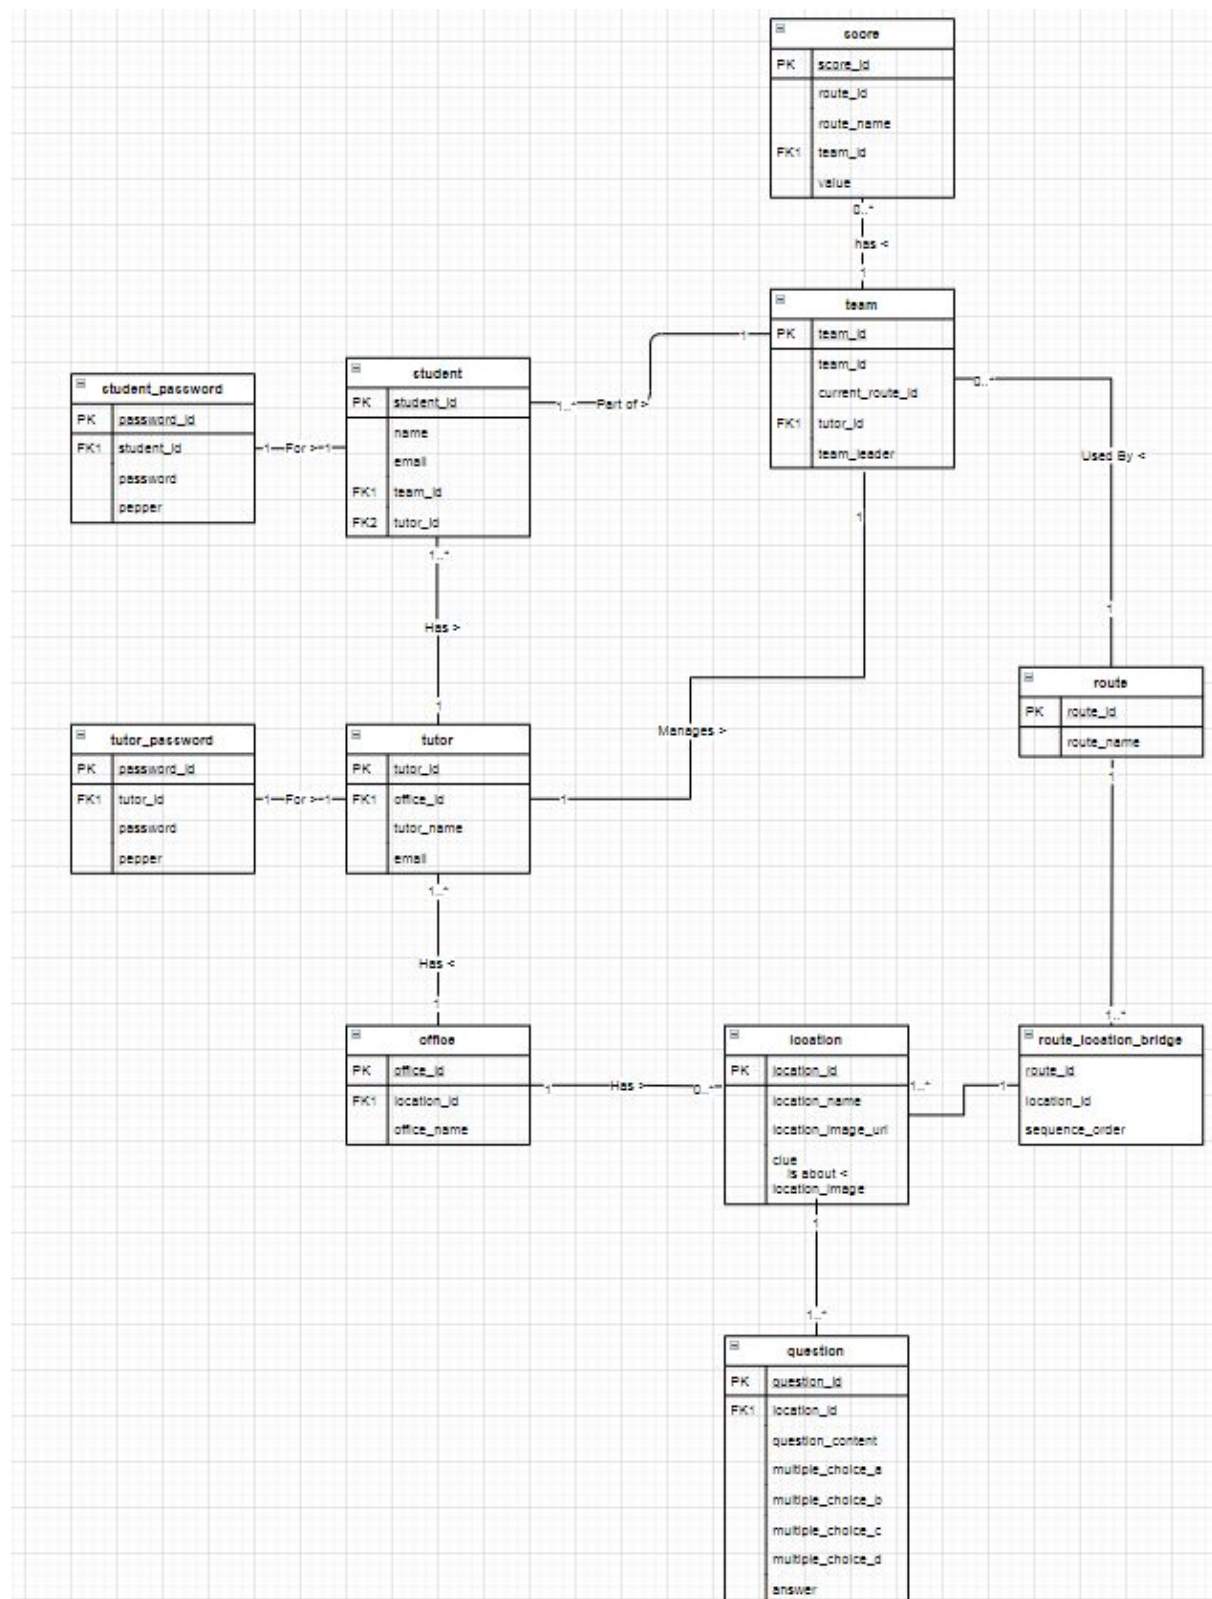 score
PK score_id
route_id
route_name
FK1 team_id
value
0..*
has <
1
team
PK team_id
team_id
current_route_id
FK1 tutor_id
team_leader
1
1..*
Part of >
student
PK student_id
name
email
FK1 team_id
FK2 tutor_id
student_password
PK password_id
FK1 student_id
password
pepper
1 For > 1
0..
Used By <
1
1
1..*
Has >
1
Manages >
1
route
PK route_id
route_name
1
tutor_password
PK password_id
FK1 tutor_id
password
pepper
1 For > 1
tutor
PK tutor_id
FK1 office_id
tutor_name
email
1..*
Has <
1
1..*
office
PK office_id
FK1 location_id
office_name
1 Has > 0..*
location
PK location_id
location_name
location_image_url
clue
is about <
location_image
1..* 1
route_location_bridge
route_id
location_id
sequence_order
1
1..*
question
PK question_id
FK1 location_id
question_content
multiple_choice_a
multiple_choice_b
multiple_choice_c
multiple_choice_d
answer